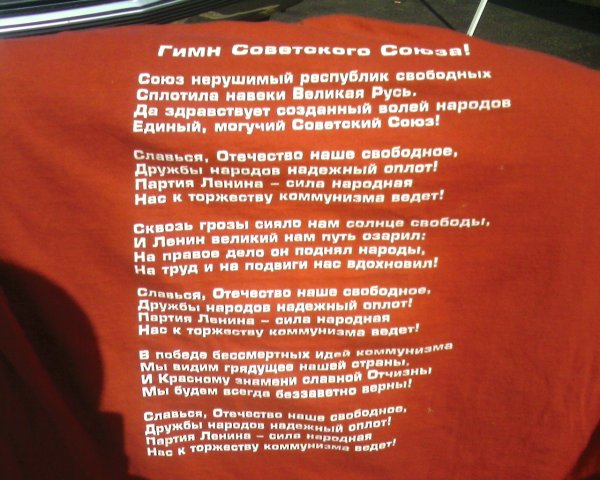 Гимн Советского Союза!
Союз нерушимый республик свободных
Сплотила навеки Великая Русь.
Да здравствует созданный волей народов
Единый, могучий Советский Союз!
Славься, Отечество наше свободное,
Дружбы народов надежный оплот!
Партия Ленина – сила народная
Нас к торжеству коммунизма ведет!
Сквозь грозы сияло нам солнце свободы,
И Ленин великий нам путь озарил:
На правое дело он поднял народы,
На труд и на подвиги нас вдохновил!
Славься, Отечество наше свободное,
Дружбы народов надежный оплот!
Партия Ленина – сила народная
Нас к торжеству коммунизма ведет!
В победе бессмертных идей коммунизма
Мы видим грядущее нашей страны,
И Красному знамени славной Отчизны
Мы будем всегда беззаветно верны!
Славься, Отечество наше свободное,
Дружбы народов надежный оплот!
Партия Ленина – сила народная
Нас к торжеству коммунизма ведет!